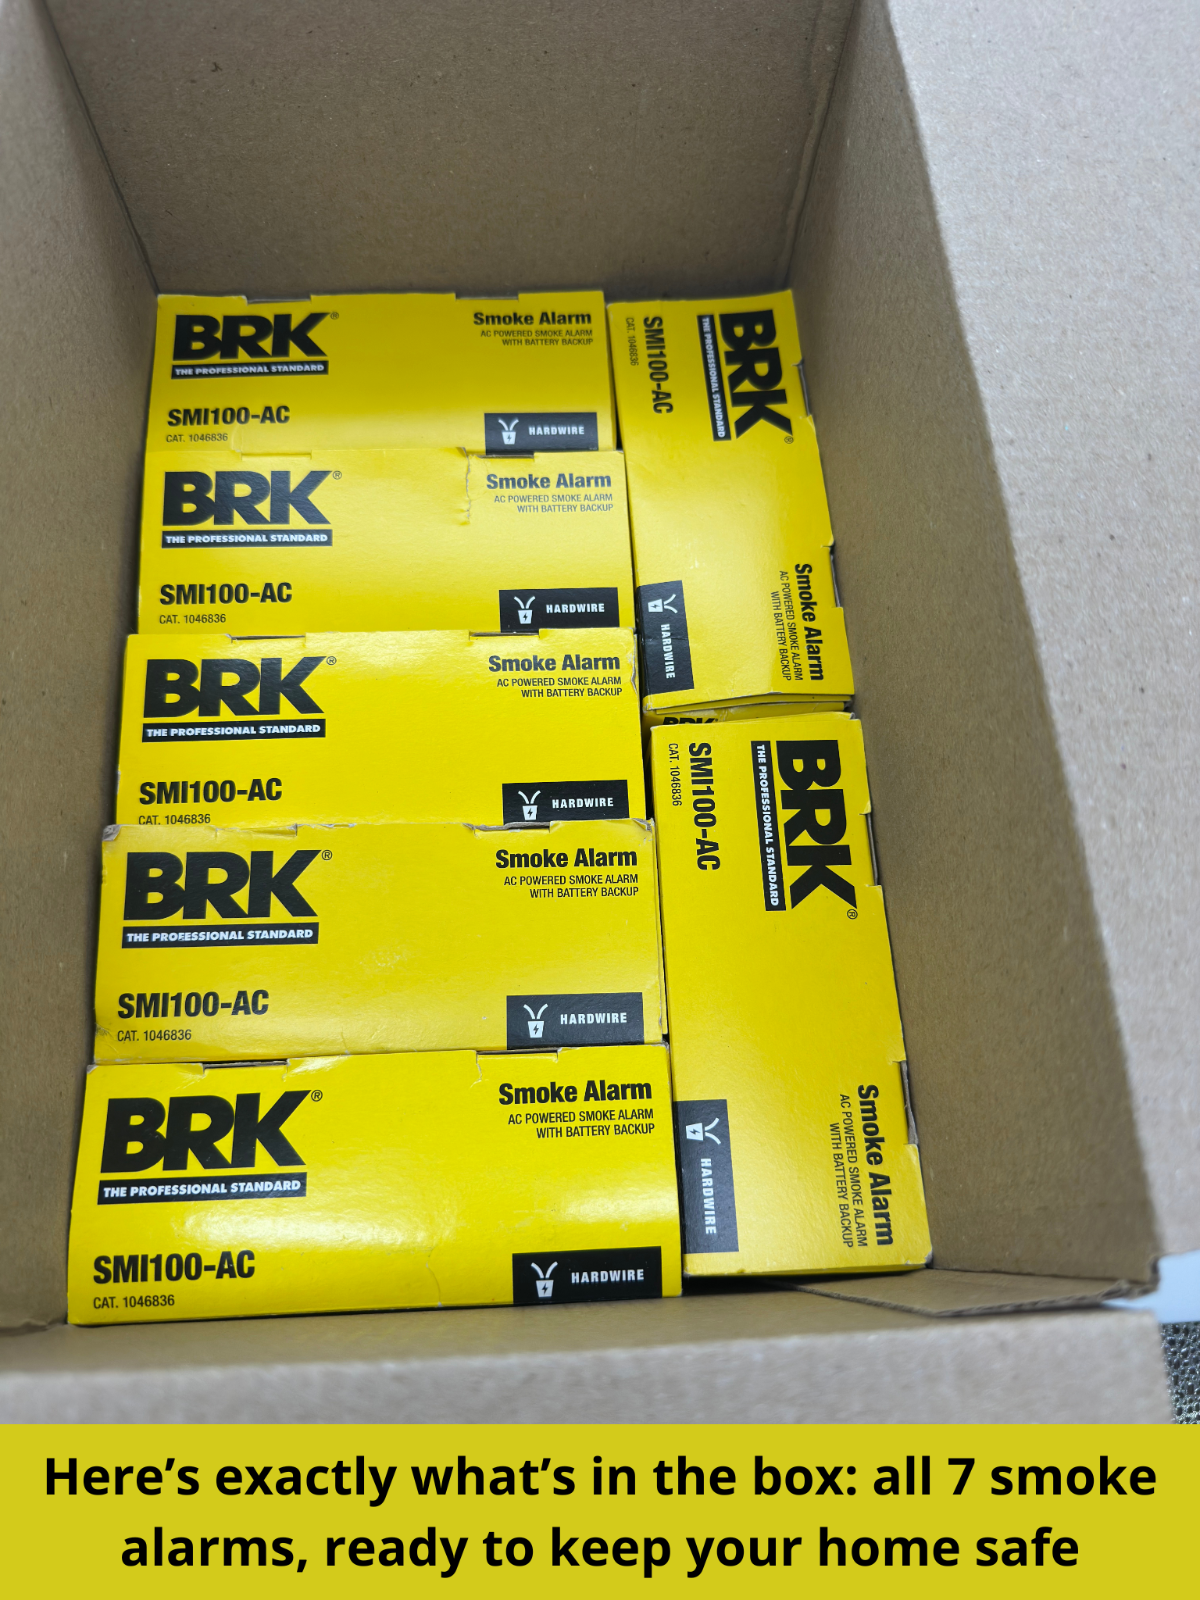 BRK®
THE PROFESSIONAL STANDARD
Smoke Alarm
AC POWERED SMOKE ALARM
WITH BATTERY BACKUP
SMI100-AC
CAT. 1046836
HARDWIRE
BRK®
THE PROFESSIONAL STANDARD
Smoke Alarm
AC POWERED SMOKE ALARM
WITH BATTERY BACKUP
SMI100-AC
CAT. 1046836
HARDWIRE
BRK®
THE PROFESSIONAL STANDARD
Smoke Alarm
AC POWERED SMOKE ALARM
WITH BATTERY BACKUP
SMI100-AC
CAT. 1046836
HARDWIRE
BRK®
THE PROFESSIONAL STANDARD
Smoke Alarm
AC POWERED SMOKE ALARM
WITH BATTERY BACKUP
SMI100-AC
CAT. 1046836
HARDWIRE
BRK®
THE PROFESSIONAL STANDARD
Smoke Alarm
AC POWERED SMOKE ALARM
WITH BATTERY BACKUP
SMI100-AC
CAT. 1046836
HARDWIRE
BRK®
THE PROFESSIONAL STANDARD
SMI100-AC
CAT. 1046836
Smoke Alarm
AC POWERED SMOKE ALARM
WITH BATTERY BACKUP
HARDWIRE
BRK
BRK®
THE PROFESSIONAL STANDARD
SMI100-AC
CAT. 1046836
Smoke Alarm
AC POWERED SMOKE ALARM
WITH BATTERY BACKUP
HARDWIRE
Here's exactly what's in the box: all 7 smoke
alarms, ready to keep your home safe